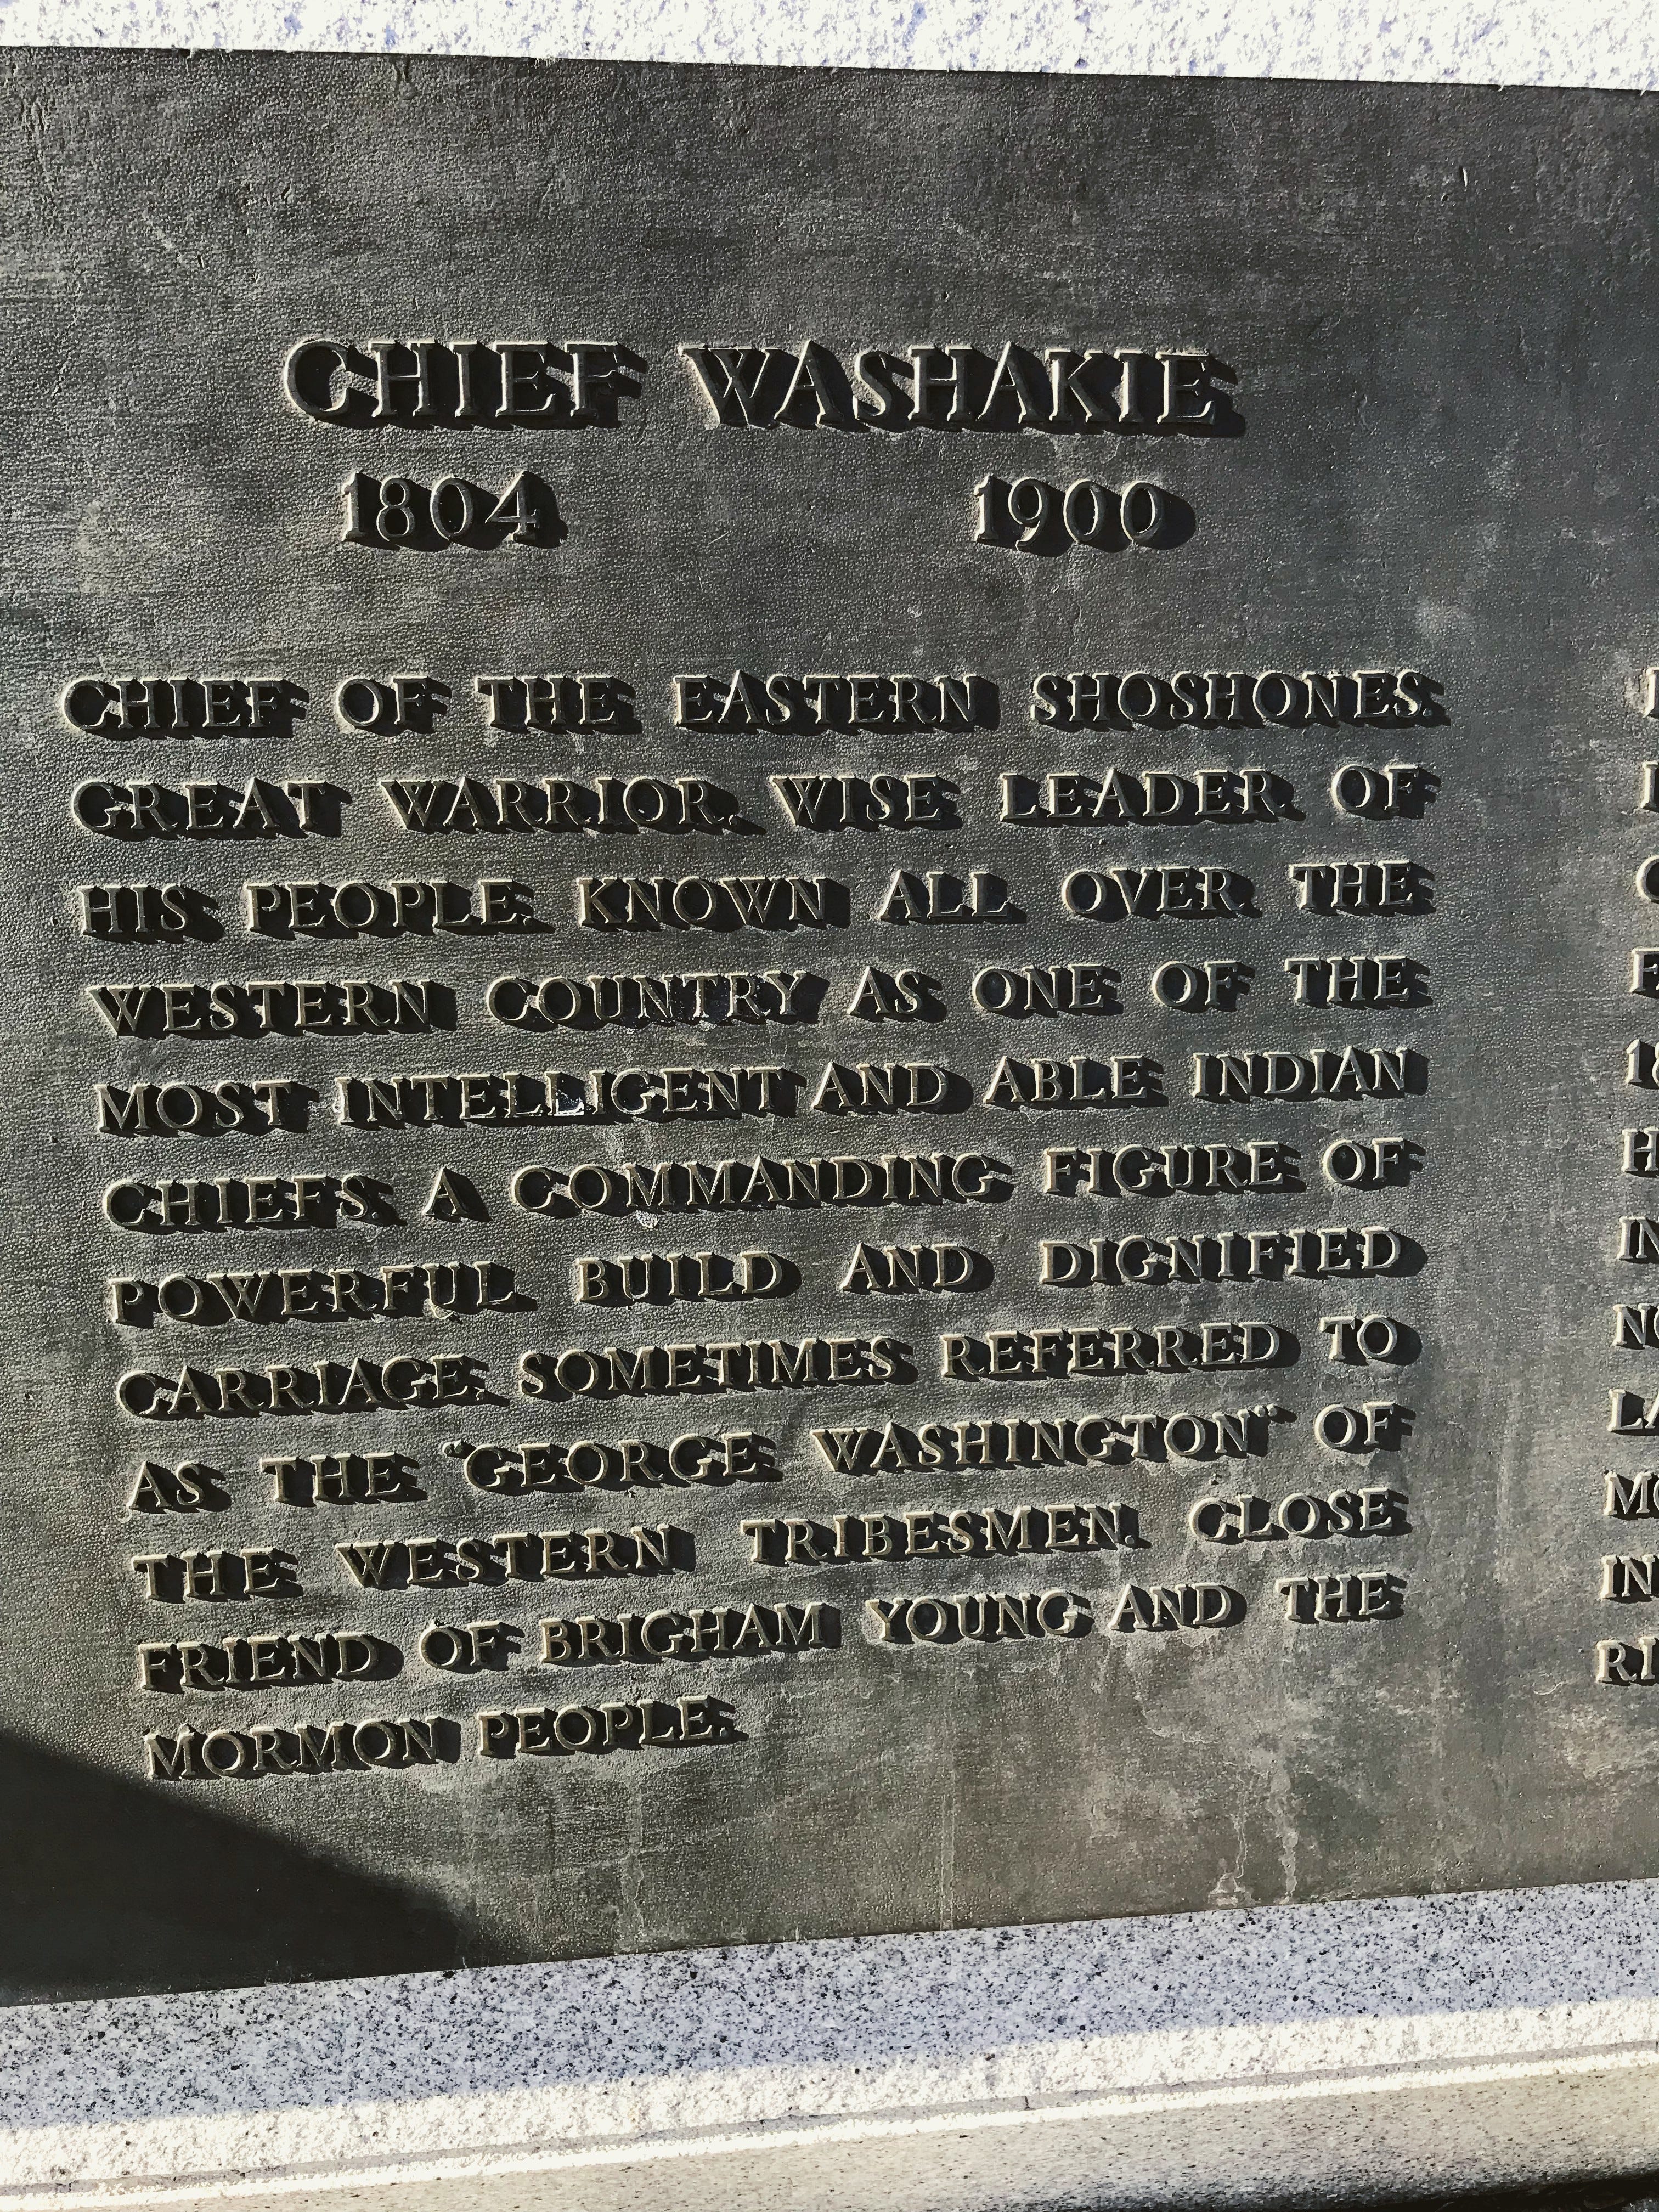 CHIEF WASHAKIE
1804 1900
CHIEF OF THE EASTERN SHOSHONES.
GREAT WARRIOR. WISE LEADER OF
HIS PEOPLE. KNOWN ALL OVER THE
WESTERN COUNTRY AS ONE OF THE
MOST INTELLIGENT AND ABLE INDIAN
CHIEFS. A COMMANDING FIGURE OF
POWERFUL BUILD AND DIGNIFIED
CARRIAGE. SOMETIMES REFERRED TO
AS THE "GEORGE WASHINGTON" OF
THE WESTERN TRIBESMEN. CLOSE
FRIEND OF BRIGHAM YOUNG AND THE
MORMON PEOPLE.